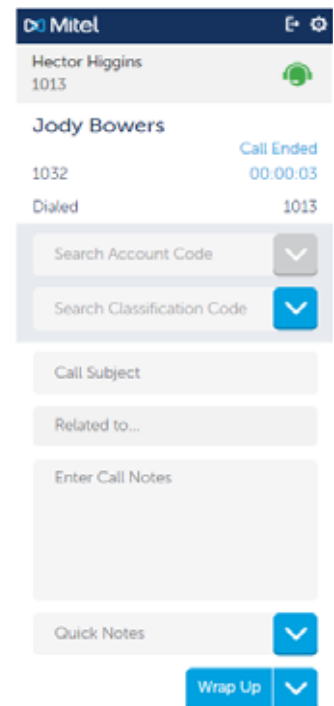 Mitel
Hector Higgins
1013
Jody Bowers
Call Ended
1032 00:00:03
Dialed 1013
Search Account Code
Search Classification Code
Call Subject
Related to...
Enter Call Notes
Quick Notes
Wrap Up